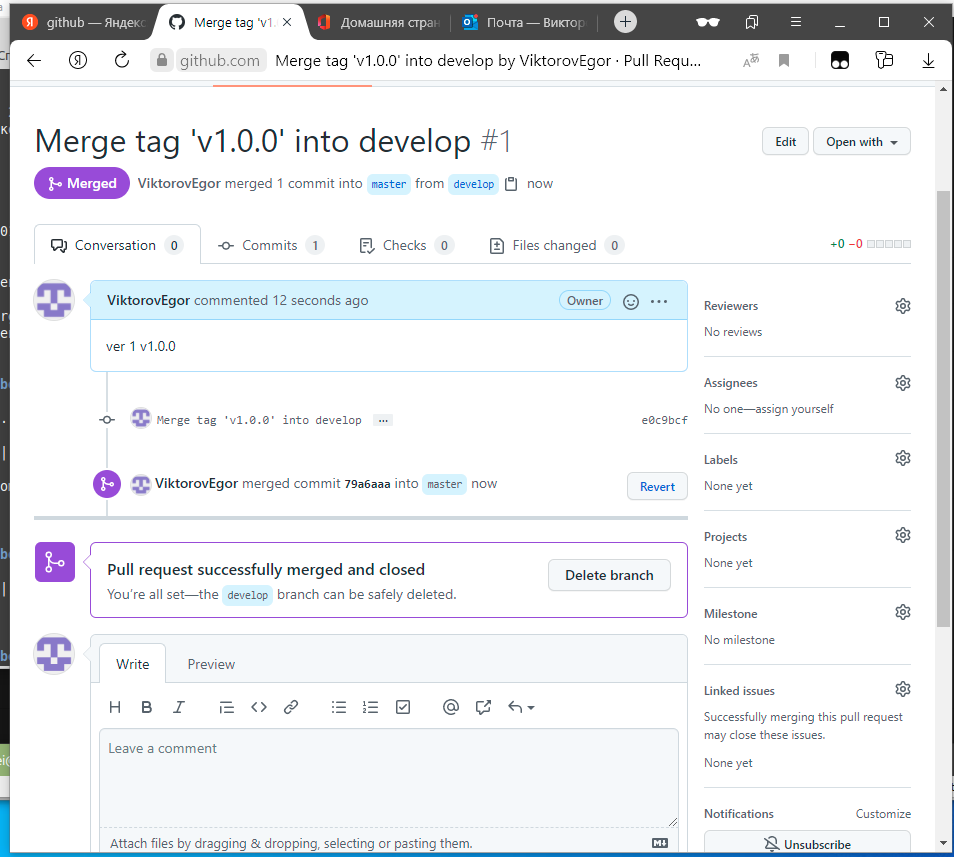 github — Яндекс
Merge tag 'v1.
Домашняя стран
Почта — Виктор
github.com
Merge tag 'v1.0.0' into develop by ViktorovEgor · Pull Requ...
Merge tag 'v1.0.0' into develop #1
Edit
Open with
Merged
ViktorovEgor merged 1 commit into master from develop now
Conversation 0
Commits 1
Checks 0
Files changed 0
+0 −0
ViktorovEgor commented 12 seconds ago
Owner
ver 1 v1.0.0
Merge tag 'v1.0.0' into develop ...
e0c9bcf
ViktorovEgor merged commit 79a6aaa into master now
Revert
Pull request successfully merged and closed
You're all set—the develop branch can be safely deleted.
Delete branch
Write
Preview
Leave a comment
Attach files by dragging & dropping, selecting or pasting them.
Reviewers
No reviews
Assignees
No one—assign yourself
Labels
None yet
Projects
None yet
Milestone
No milestone
Linked issues
Successfully merging this pull request
may close these issues.
None yet
Notifications
Customize
Unsubscribe